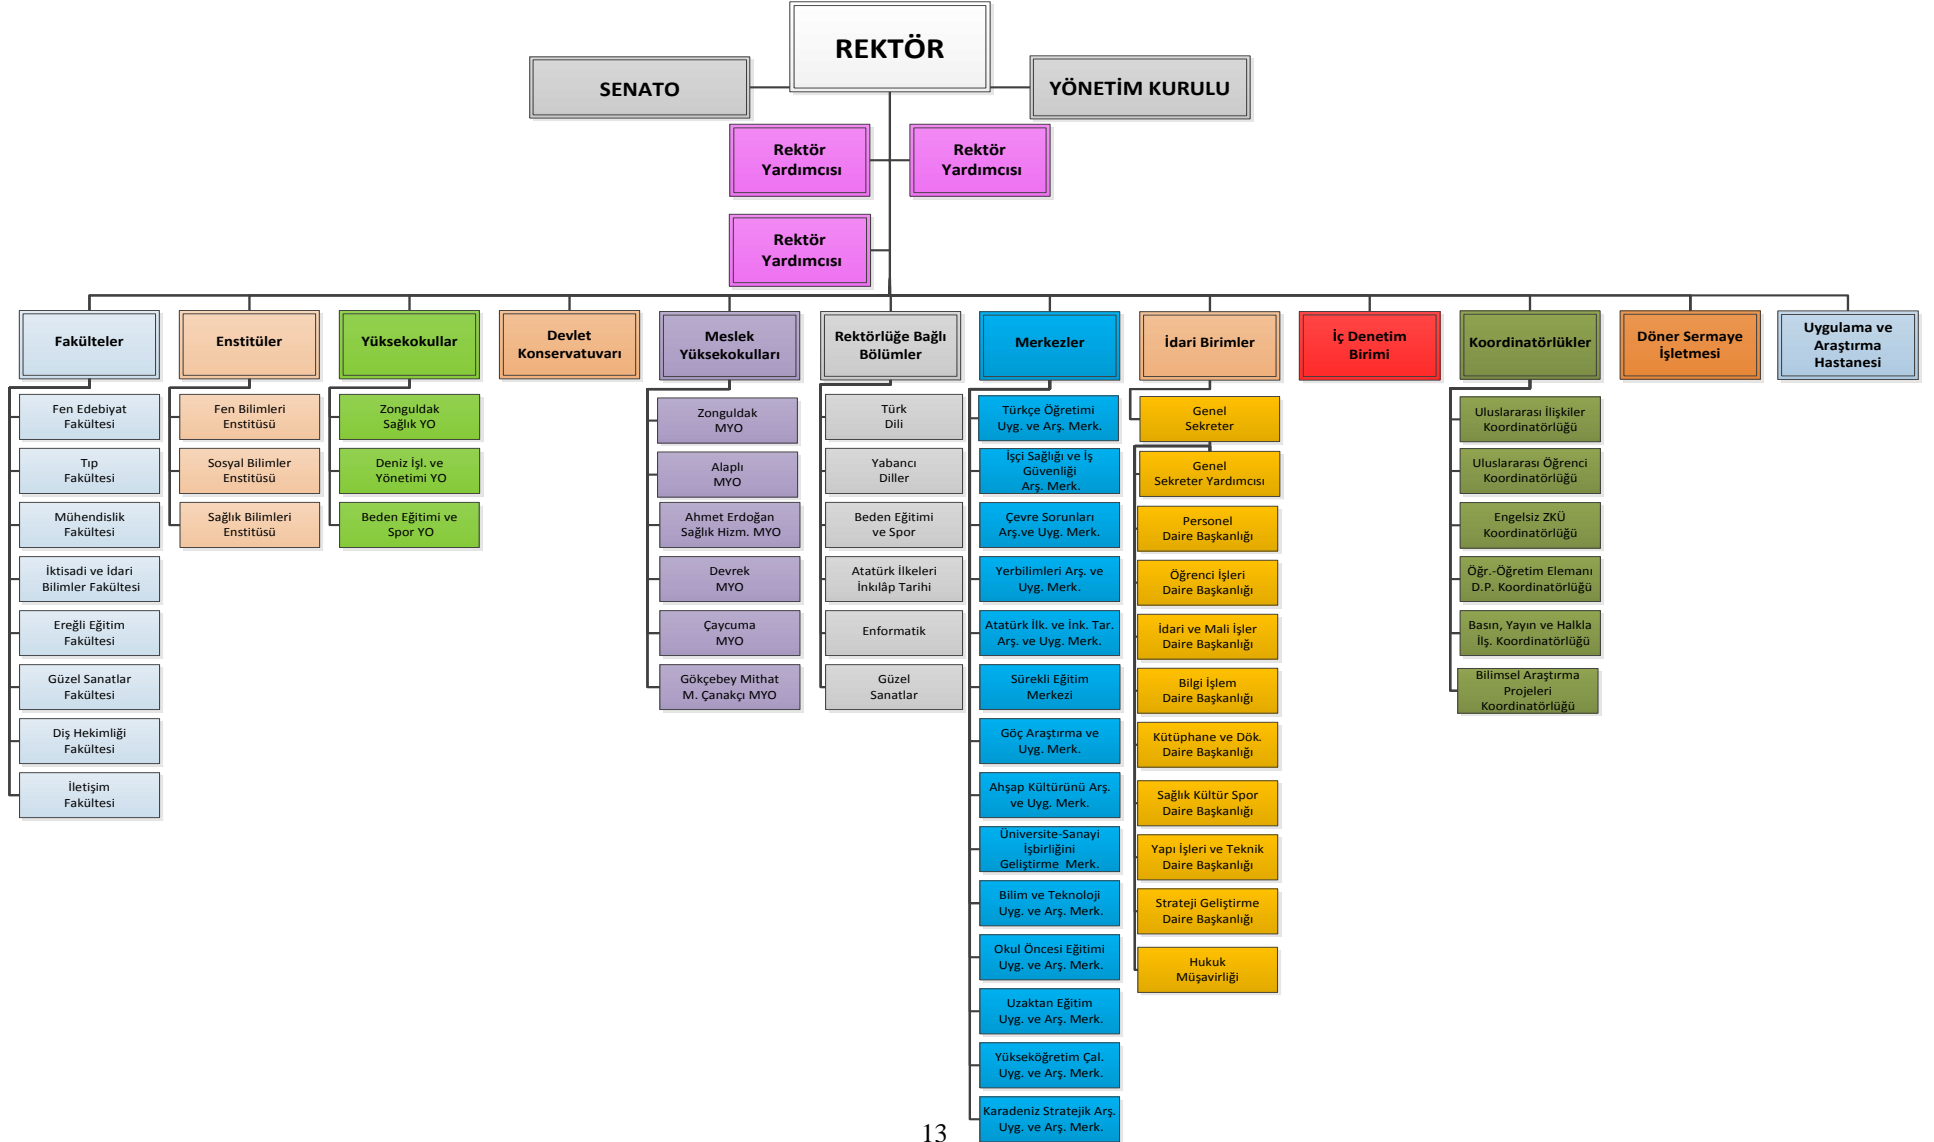 REKTÖR
SENATO
YÖNETİM KURULU
Rektör
Yardımcısı
Rektör
Yardımcısı
Rektör
Yardımcısı
Fakülteler
Fen Edebiyat
Fakültesi
Tıp
Fakültesi
Mühendislik
Fakültesi
İktisadi ve İdari
Bilimler Fakültesi
Ereğli Eğitim
Fakültesi
Güzel Sanatlar
Fakültesi
Diş Hekimliği
Fakültesi
İletişim
Fakültesi
Enstitüler
Fen Bilimleri
Enstitüsü
Sosyal Bilimler
Enstitüsü
Sağlık Bilimleri
Enstitüsü
Yüksekokullar
Zonguldak
Sağlık YO
Deniz İşl. ve
Yönetimi YO
Beden Eğitimi ve
Spor YO
Devlet
Konservatuvarı
Meslek
Yüksekokulları
Zonguldak
MYO
Alaplı
MYO
Ahmet Erdoğan
Sağlık Hizm. MYO
Devrek
MYO
Çaycuma
MYO
Gökçebey Mithat
M. Çanakçı MYO
Rektörlüğe Bağlı
Bölümler
Türk
Dili
Yabancı
Diller
Beden Eğitimi
ve Spor
Atatürk İlkeleri
İnkılâp Tarihi
Enformatik
Güzel
Sanatlar
Merkezler
Türkçe Öğretimi
Uyg. ve Arş. Merk.
İşçi Sağlığı ve İş
Güvenliği
Arş. Merk.
Çevre Sorunları
Arş.ve Uyg. Merk.
Yerbilimleri Arş. ve
Uyg. Merk.
Atatürk İlk. ve İnk. Tar.
Arş. ve Uyg. Merk.
Sürekli Eğitim
Merkezi
Göç Araştırma ve
Uyg. Merk.
Ahşap Kültürünü Arş.
ve Uyg. Merk.
Üniversite-Sanayi
İşbirliğini
Geliştirme  Merk.
Bilim ve Teknoloji
Uyg. ve Arş. Merk.
Okul Öncesi Eğitimi
Uyg. ve Arş. Merk.
Uzaktan Eğitim
Uyg. ve Arş. Merk.
Yükseköğretim Çal.
Uyg. ve Arş. Merk.
Karadeniz Stratejik Arş.
Uyg. ve Arş. Merk.
İdari Birimler
Genel
Sekreter
Genel
Sekreter Yardımcısı
Personel
Daire Başkanlığı
Öğrenci İşleri
Daire Başkanlığı
İdari ve Mali İşler
Daire Başkanlığı
Bilgi İşlem
Daire Başkanlığı
Kütüphane ve Dök.
Daire Başkanlığı
Sağlık Kültür Spor
Daire Başkanlığı
Yapı İşleri ve Teknik
Daire Başkanlığı
Strateji Geliştirme
Daire Başkanlığı
Hukuk
Müşavirliği
İç Denetim
Birimi
Koordinatörlükler
Uluslararası İlişkiler
Koordinatörlüğü
Uluslararası Öğrenci
Koordinatörlüğü
Engelsiz ZKÜ
Koordinatörlüğü
Öğr.-Öğretim Elemanı
D.P. Koordinatörlüğü
Basın, Yayın ve Halkla
İlş. Koordinatörlüğü
Bilimsel Araştırma
Projeleri
Koordinatörlüğü
Döner Sermaye
İşletmesi
Uygulama ve
Araştırma
Hastanesi
13